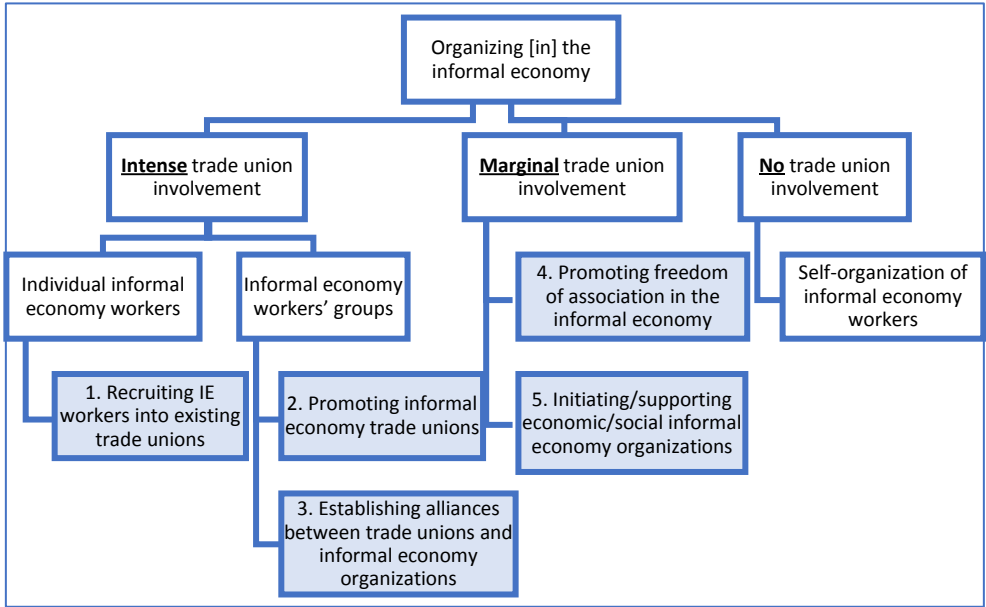 Organizing [in] the
informal economy
Intense trade union
involvement
Marginal trade union
involvement
No trade union
involvement
Individual informal
economy workers
Informal economy
workers’ groups
4. Promoting freedom
of association in the
informal economy
Self-organization of
informal economy
workers
1. Recruiting IE
workers into existing
trade unions
2. Promoting informal
economy trade unions
5. Initiating/supporting
economic/social informal
economy organizations
3. Establishing alliances
between trade unions and
informal economy
organizations